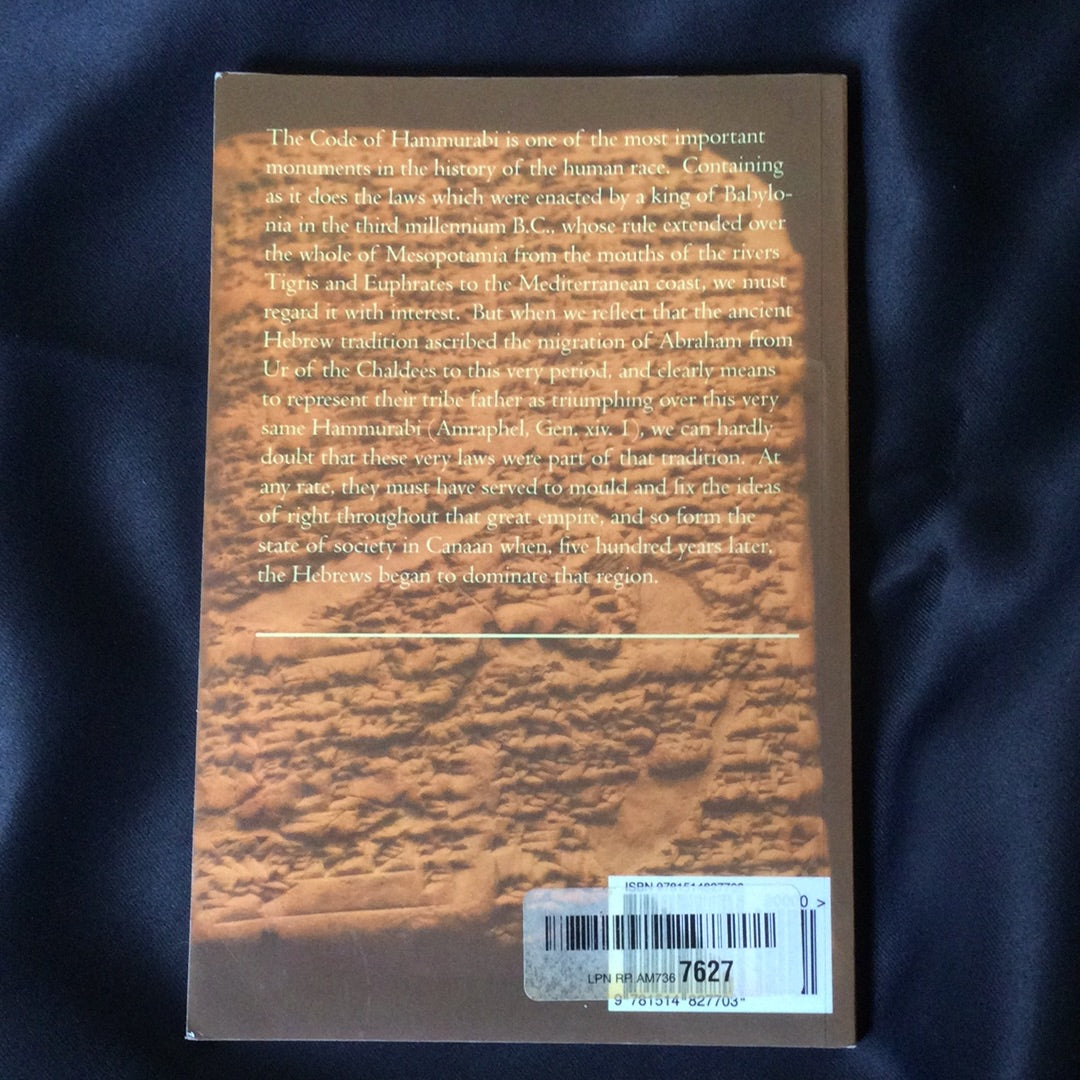 The Code of Hammurabi is one of the most important
monuments in the history of the human race. Containing
as it does the laws which were enacted by a king of Babylo-
nia in the third millennium B.C., whose rule extended over
the whole of Mesopotamia from the mouths of the rivers
Tigris and Euphrates to the Mediterranean coast, we must
regard it with interest. But when we reflect that the ancient
Hebrew tradition ascribed the migration of Abraham from
Ur of the Chaldees to this very period, and clearly means
to represent their tribe father as triumphing over this very
same Hammurabi (Amraphel, Gen. xiv. 1), we can hardly
doubt that these very laws were part of that tradition. At
any rate, they must have served to mould and fix the ideas
of right throughout that great empire, and so form the
state of society in Canaan when, five hundred years later,
the Hebrews began to dominate that region.
ISBN 9781514827703
0 >
LPN RR AM736 7627
9 781514 827703